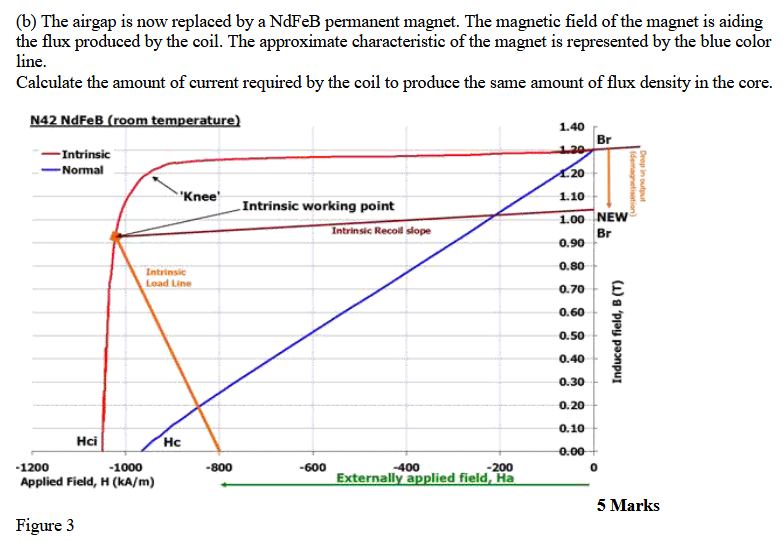 (b) The airgap is now replaced by a NdFeB permanent magnet. The magnetic field of the magnet is aiding
the flux produced by the coil. The approximate characteristic of the magnet is represented by the blue color
line.
Calculate the amount of current required by the coil to produce the same amount of flux density in the core.
N42 NdFeB (room temperature)
Intrinsic
Normal
'Knee'
Intrinsic working point
Intrinsic Recoil slope
Intrinsic
Load Line
Hci
Hc
1.40
1.30
1.20
1.10
1.00
0.90
0.80
0.70
0.60
0.50
0.40
0.30
0.20
0.10
0.00
Br
NEW
Br
Drop in output
(demagnetisation)
Induced field, B (T)
-1200
-1000
-800
-600
-400
-200
0
Applied Field, H (kA/m)
Externally applied field, Ha
5 Marks
Figure 3